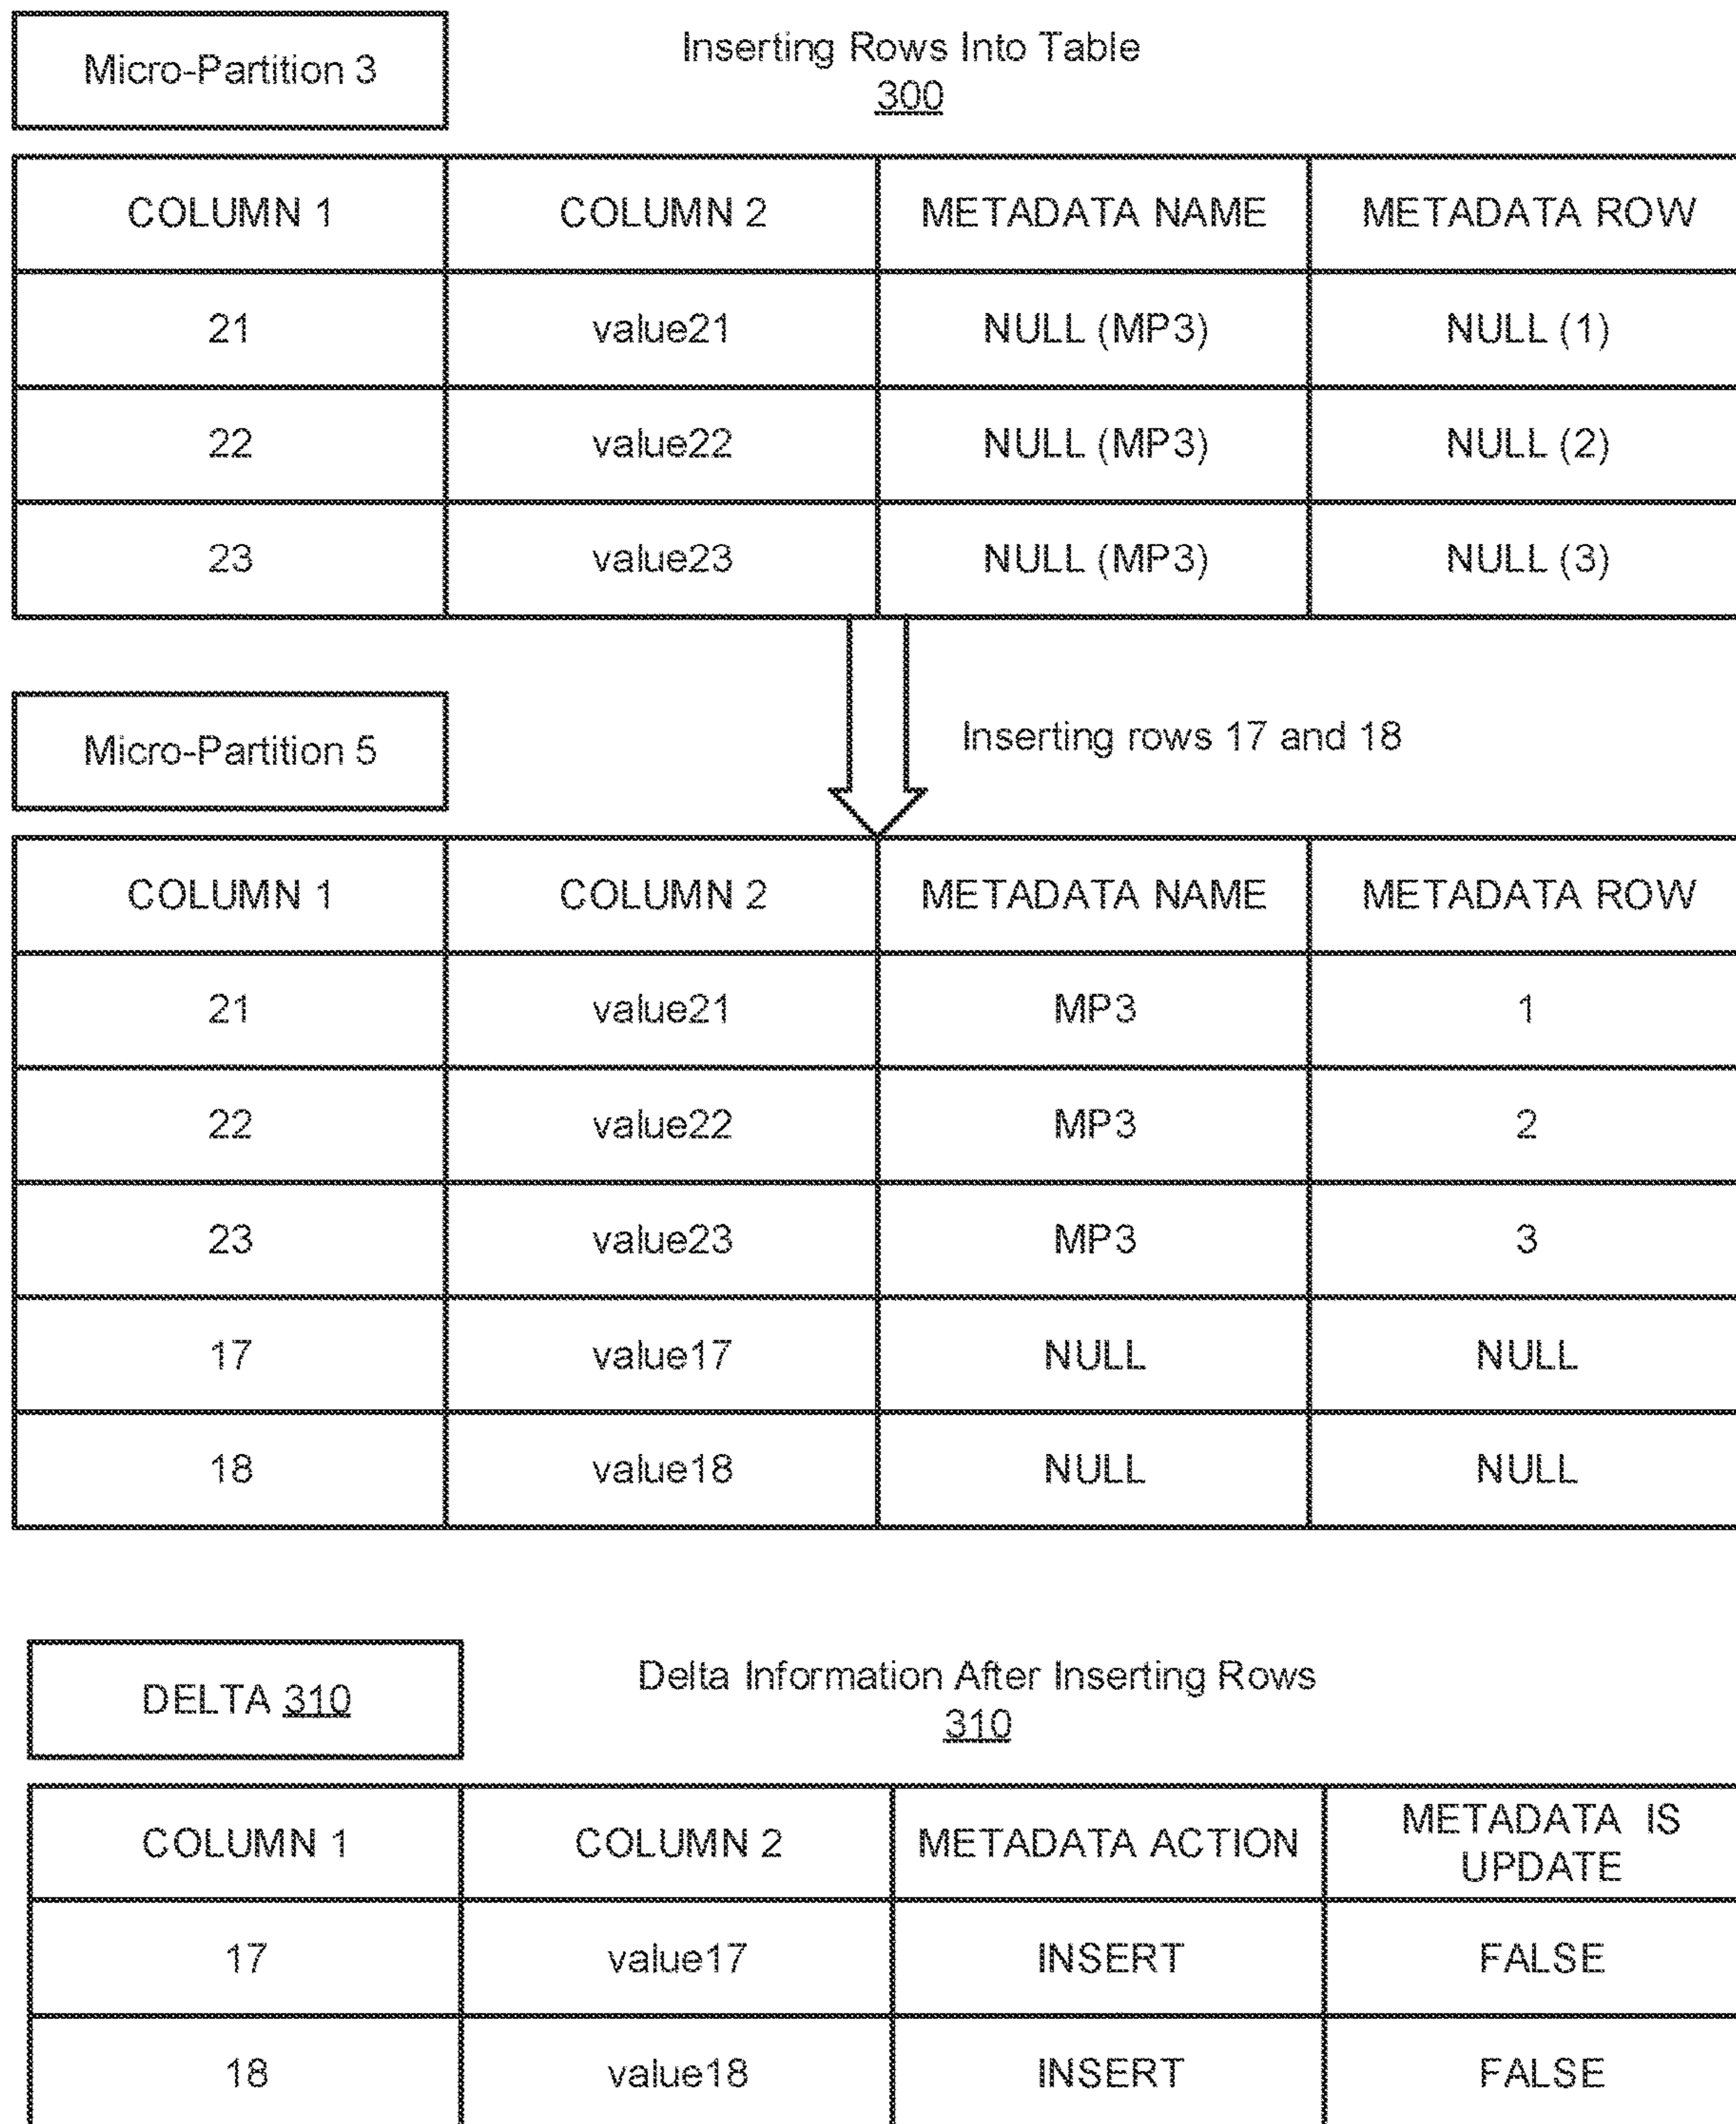 Micro-Partition 3
Inserting Rows Into Table
300
COLUMN 1 COLUMN 2 METADATA NAME METADATA ROW
21 value21 NULL (MP3) NULL (1)
22 value22 NULL (MP3) NULL (2)
23 value23 NULL (MP3) NULL (3)
Micro-Partition 5
Inserting rows 17 and 18
COLUMN 1 COLUMN 2 METADATA NAME METADATA ROW
21 value21 MP3 1
22 value22 MP3 2
23 value23 MP3 3
17 value17 NULL NULL
18 value18 NULL NULL
DELTA 310
Delta Information After Inserting Rows
310
COLUMN 1 COLUMN 2 METADATA ACTION METADATA IS
UPDATE
17 value17 INSERT FALSE
18 value18 INSERT FALSE